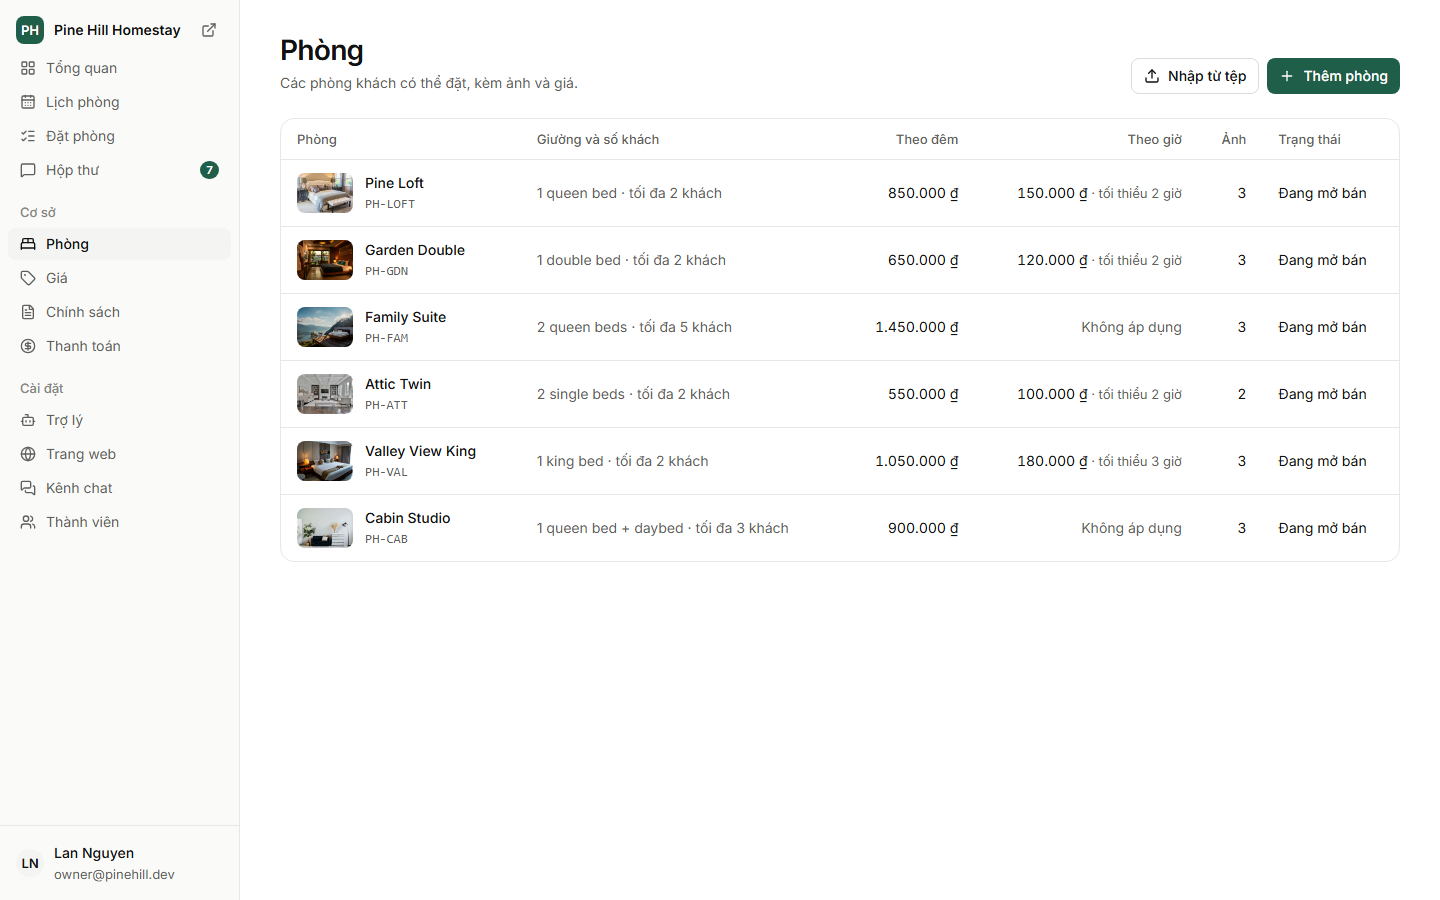 PH Pine Hill Homestay
Tổng quan
Lịch phòng
Đặt phòng
Hộp thư 7
Cơ sở
Phòng
Giá
Chính sách
Thanh toán
Cài đặt
Trợ lý
Trang web
Kênh chat
Thành viên
LN Lan Nguyen
owner@pinehill.dev
Phòng
Các phòng khách có thể đặt, kèm ảnh và giá.
Nhập từ tệp
Thêm phòng
Phòng Giường và số khách Theo đêm Theo giờ Ảnh Trạng thái
Pine Loft
PH-LOFT
1 queen bed · tối đa 2 khách 850.000 ₫ 150.000 ₫ · tối thiểu 2 giờ 3 Đang mở bán
Garden Double
PH-GDN
1 double bed · tối đa 2 khách 650.000 ₫ 120.000 ₫ · tối thiểu 2 giờ 3 Đang mở bán
Family Suite
PH-FAM
2 queen beds · tối đa 5 khách 1.450.000 ₫ Không áp dụng 3 Đang mở bán
Attic Twin
PH-ATT
2 single beds · tối đa 2 khách 550.000 ₫ 100.000 ₫ · tối thiểu 2 giờ 2 Đang mở bán
Valley View King
PH-VAL
1 king bed · tối đa 2 khách 1.050.000 ₫ 180.000 ₫ · tối thiểu 3 giờ 3 Đang mở bán
Cabin Studio
PH-CAB
1 queen bed + daybed · tối đa 3 khách 900.000 ₫ Không áp dụng 3 Đang mở bán